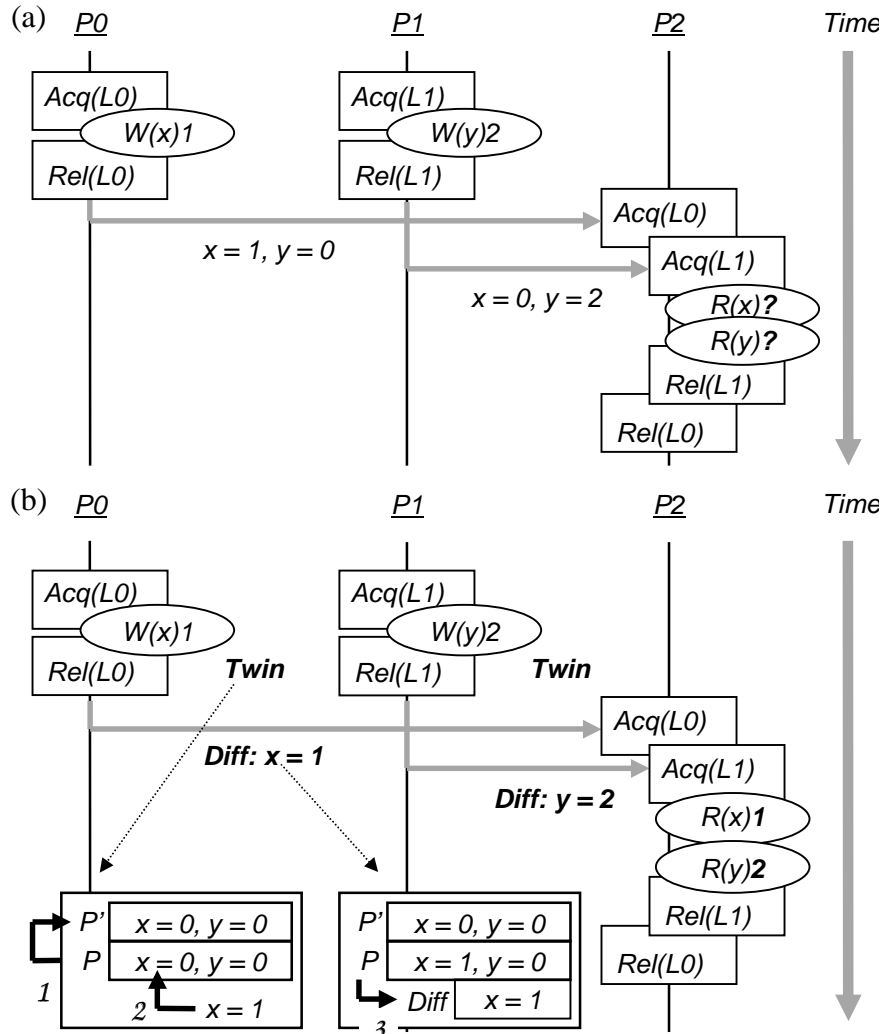 (a)
P0 P1 P2 Time
Acq(L0) Acq(L1)
W(x)1 W(y)2
Rel(L0) Rel(L1)
Acq(L0)
x = 1, y = 0
Acq(L1)
x = 0, y = 2
R(x)?
R(y)?
Rel(L1)
Rel(L0)
(b)
P0 P1 P2 Time
Acq(L0) Acq(L1)
W(x)1 W(y)2
Rel(L0) Twin Rel(L1) Twin
Acq(L0)
Diff: x = 1
Acq(L1)
Diff: y = 2
R(x)1
R(y)2
Rel(L1)
Rel(L0)
P' x = 0, y = 0
P x = 0, y = 0
1
2 x = 1
P' x = 0, y = 0
P x = 1, y = 0
Diff x = 1
3